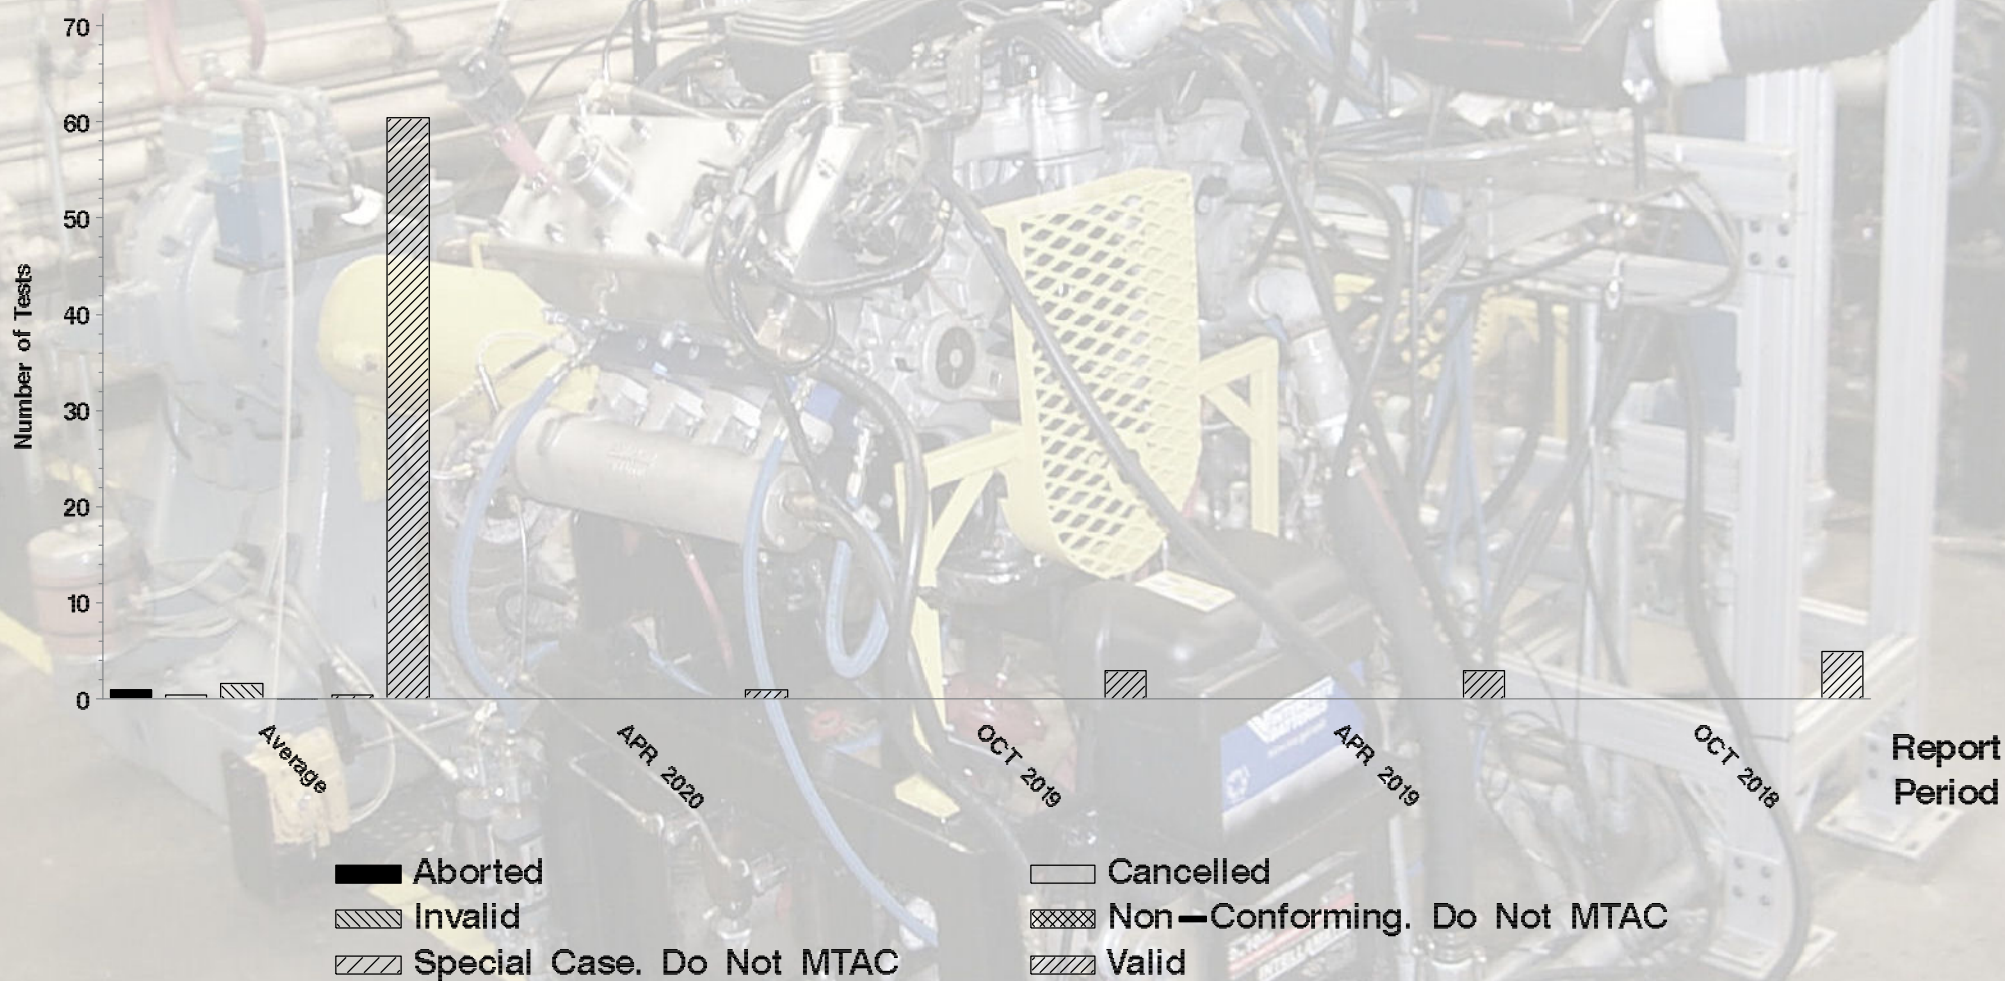 70
60
50
40
30
20
10
0
Number of Tests
Average
APR 2020
OCT 2019
APR 2019
OCT 2018
Report
Period
Aborted
Cancelled
Invalid
Non-Conforming. Do Not MTAC
Special Case. Do Not MTAC
Valid